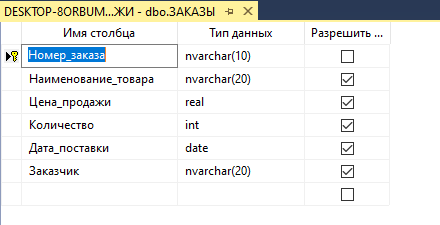 DESKTOP-8ORBUM...ЖИ - dbo.ЗАКАЗЫ
Имя столбца Тип данных Разрешить ...
Номер_заказа nvarchar(10)
Наименование_товара nvarchar(20)
Цена_продажи real
Количество int
Дата_поставки date
Заказчик nvarchar(20)